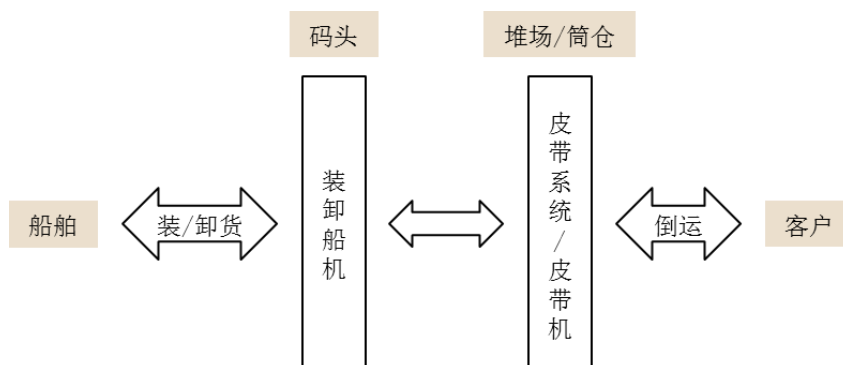 码头
堆场/筒仓
船舶
装/卸货
装卸船机
皮带系统/皮带机
倒运
客户